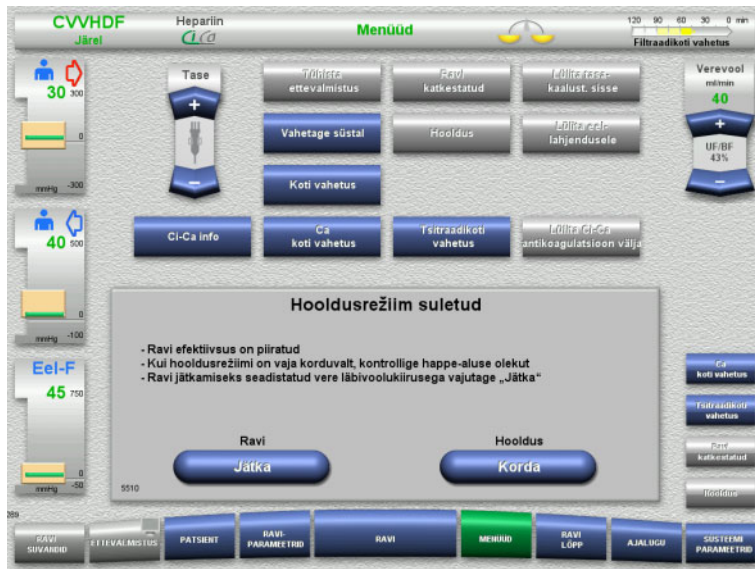 CVVHDF
Järel
Hepariin
CiCa
Menüüd
120 90 60 30 0 min
Filtraadikoti vahetus
30 300
0
mmHg -300
40 500
0
mmHg -100
Eel-F
45 750
0
mmHg -50
Tase
+
–
Tühista
ettevalmistus
Ravi
katkestatud
Lülita tasa-
kaalust. sisse
Vahetage süstal
Hooldus
Lülita eel-
lahjendusele
Koti vahetus
Ci-Ca info
Ca
koti vahetus
Tsitraadikoti
vahetus
Lülita Ci-Ca
antikoagulatsioon välja
Verevool
ml/min
40
+
UF/BF
43%
–
Hooldusrežiim suletud
- Ravi efektiivsus on piiratud
- Kui hooldusrežiimi on vaja korduvalt, kontrollige happe-aluse olekut
- Ravi jätkamiseks seadistatud vere läbivoolukiirusega vajutage „Jätka“
Ravi
Jätka
Hooldus
Korda
5510
Ca
koti vahetus
Tsitraadikoti
vahetus
Ravi
katkestatud
Hooldus
RAVI
SUVANDID
ETTEVALMISTUS
PATSIENT
RAVI-
PARAMEETRID
RAVI
MENÜÜD
RAVI
LÕPP
AJALUGU
SÜSTEEMI
PARAMEETRID